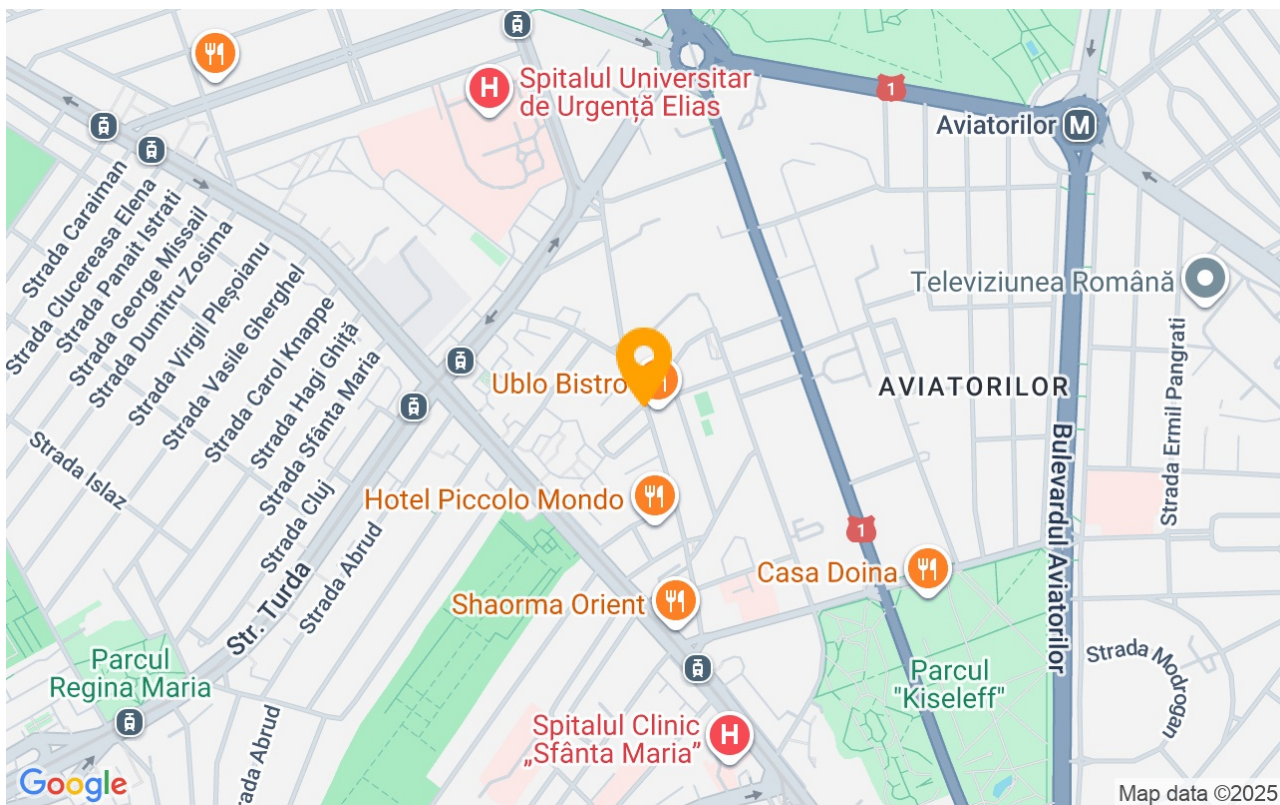 Spitalul Universitar
de Urgență Elias
1
Aviatorilor
M
H
Strada Caraiman
Strada Clucereasa Elena
Strada Panait Istrati
Strada George Missail
Strada Dumitru Zosima
Strada Virgil Pleșoianu
Strada Vasile Gherghel
Strada Carol Knappe
Strada Hagi Ghiță
Strada Sfânta Maria
Strada Cluj
Strada Abrud
Strada Islaz
Str. Turda
Televiziunea Română
Ublo Bistro
AVIATORILOR
Strada Ermil Pangrati
Bulevardul Aviatorilor
Hotel Piccolo Mondo
1
Casa Doina
Shaorma Orient
Parcul
Regina Maria
Parcul
"Kiseleff"
Strada Modrogan
Strada Abrud
Spitalul Clinic
„Sfânta Maria”
H
Google
Map data ©2025